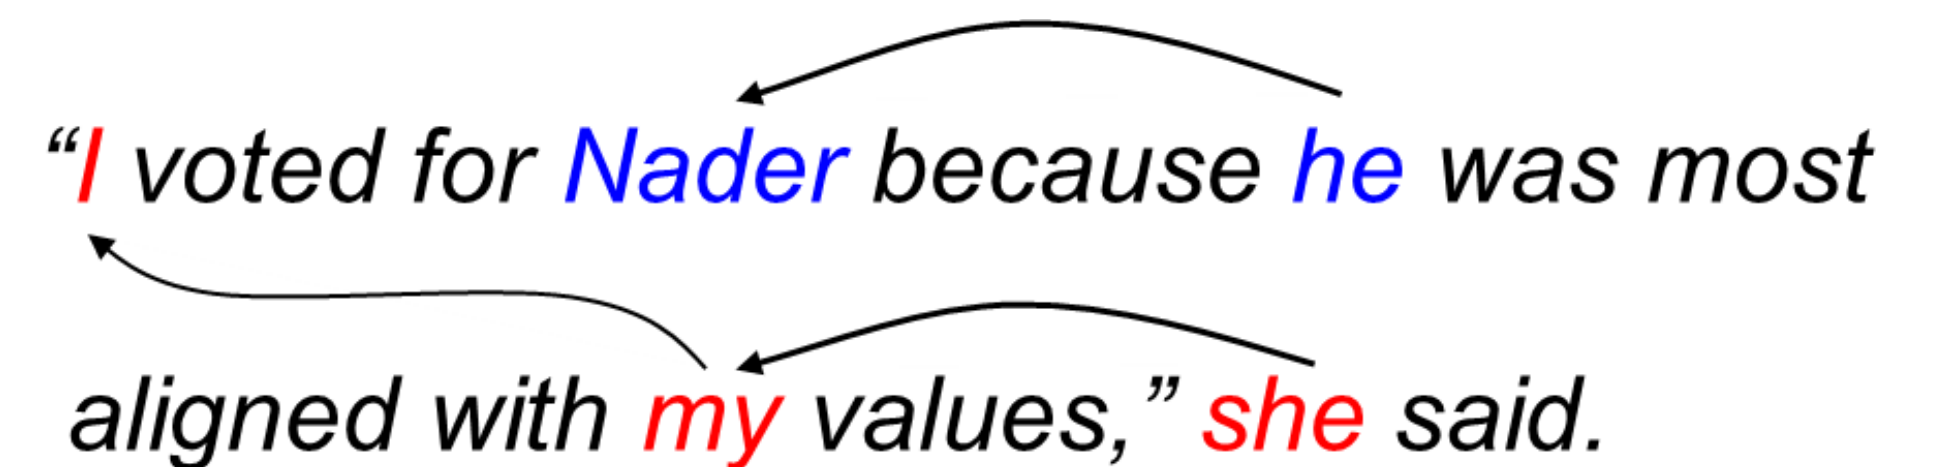 “I voted for Nader because he was most
aligned with my values,” she said.